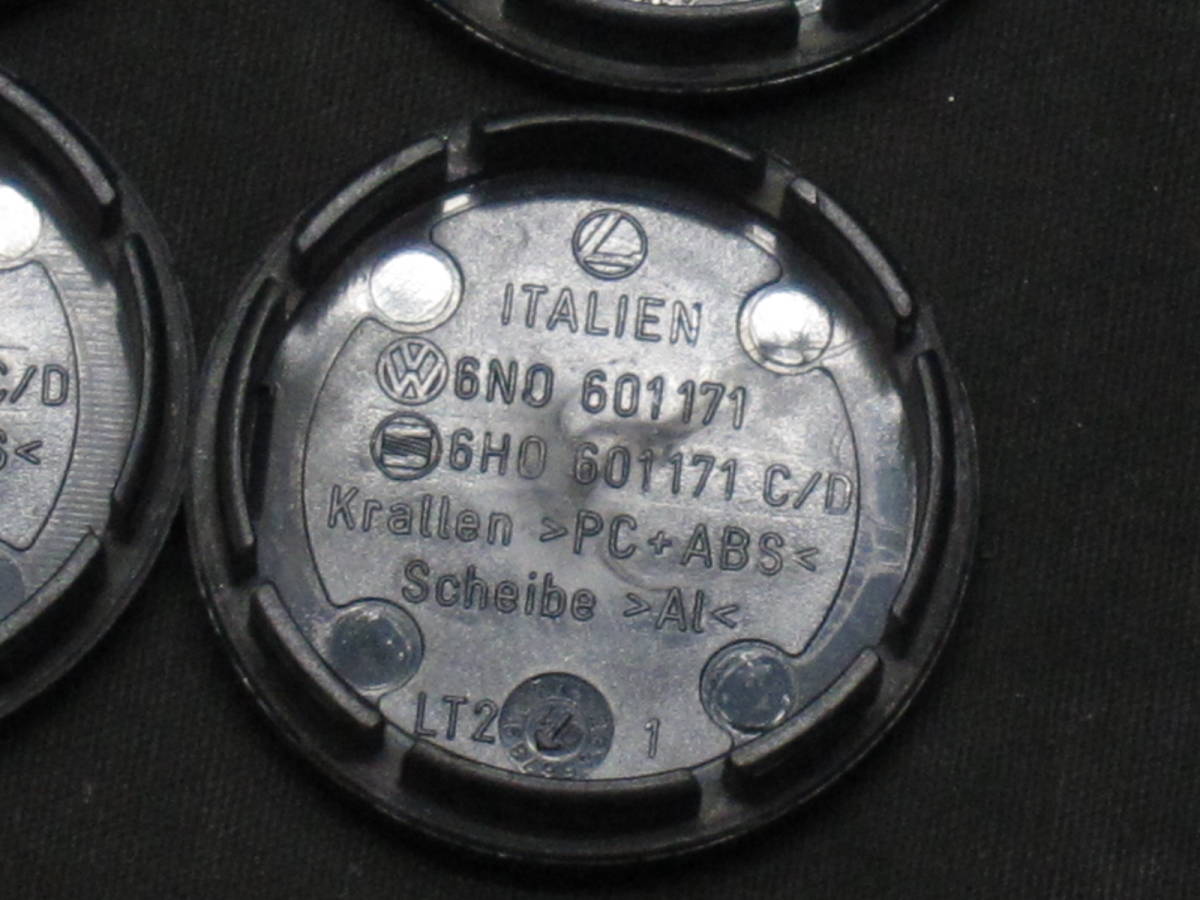 ITALIEN
6N0 601171
6H0 601171 C/D
Krallen >PC+ABS<
Scheibe >Al<
LT2 1
C/D
S<